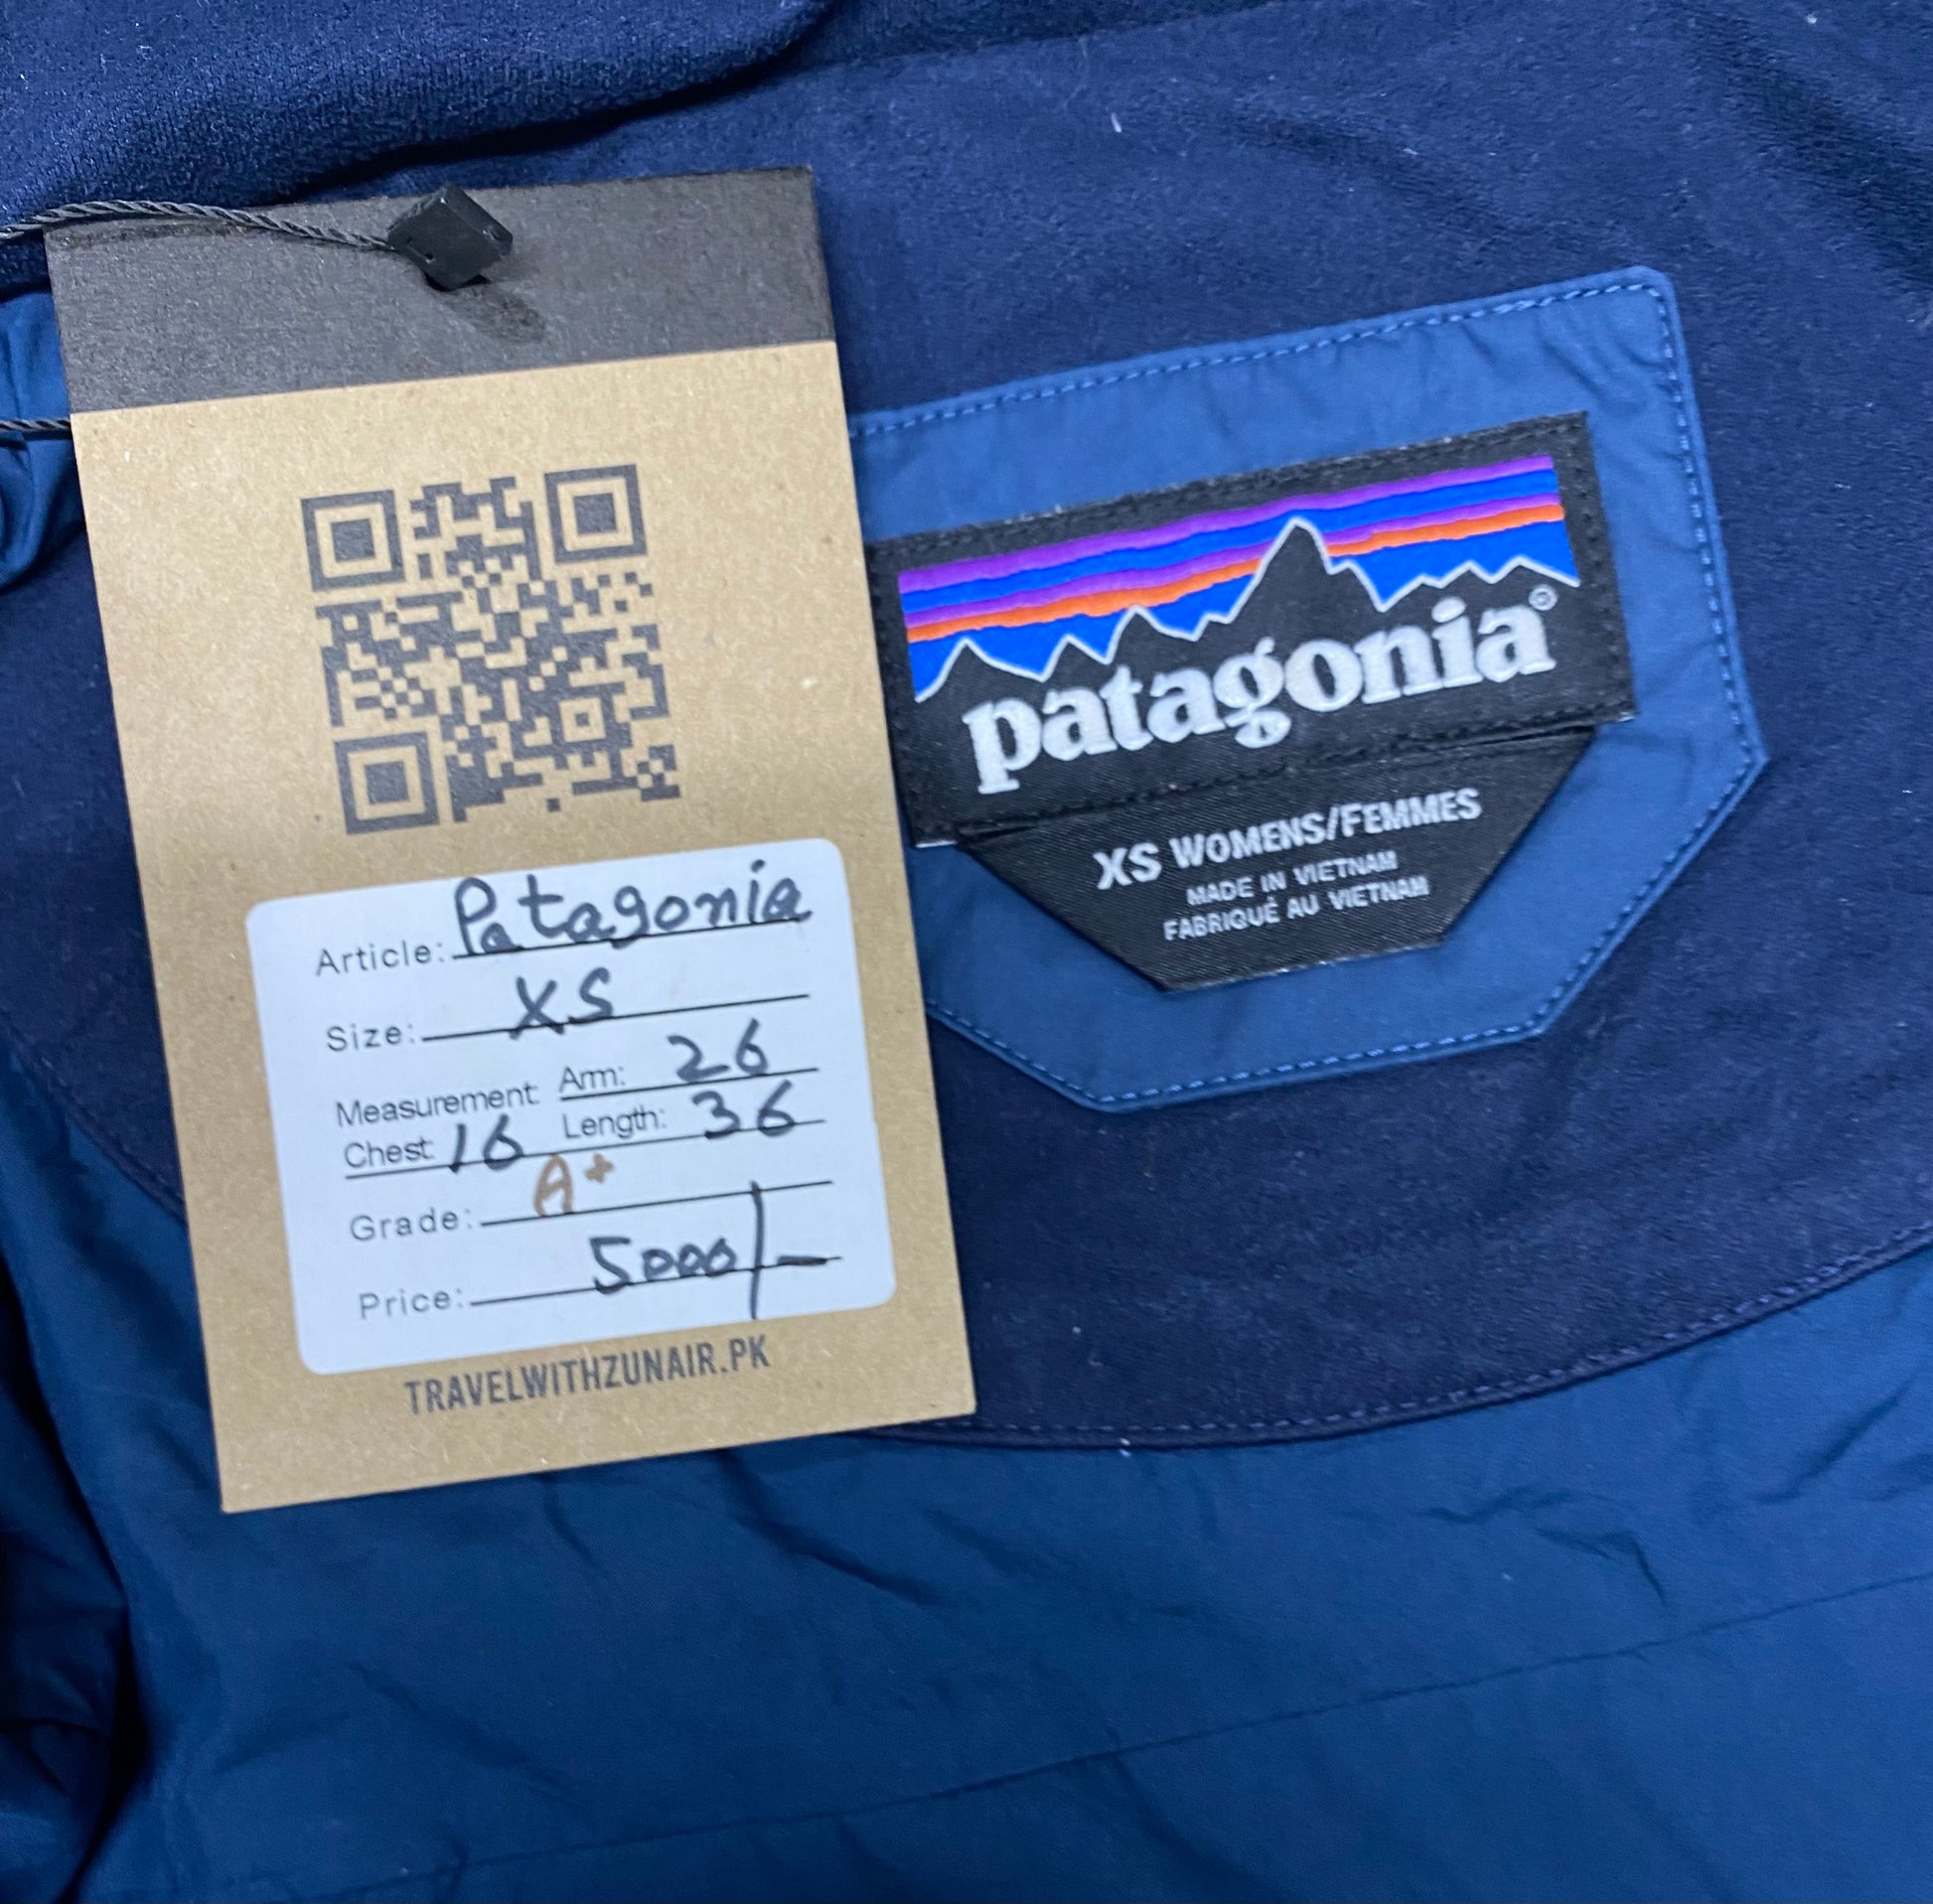 Article: Patagonia
Size: XS
Measurement: Arm: 26
Chest: 16 Length: 36
Grade: A+
Price: 5000/-
TRAVELWITHZUNAIR.PK
patagonia®
XS WOMENS/FEMMES
MADE IN VIETNAM
FABRIQUÉ AU VIETNAM